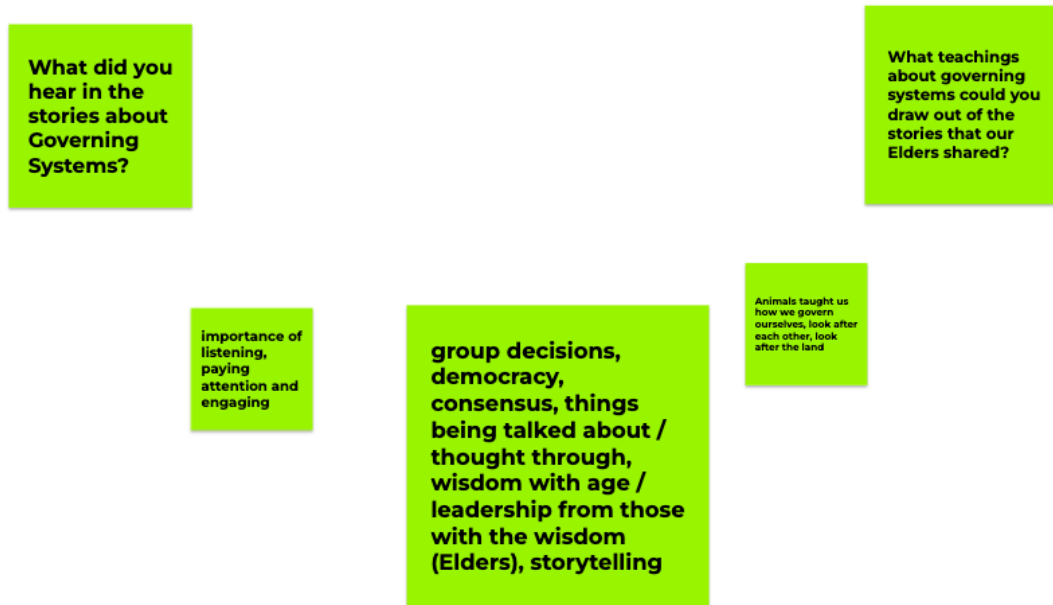 What did you
hear in the
stories about
Governing
Systems?
What teachings
about governing
systems could you
draw out of the
stories that our
Elders shared?
importance of
listening,
paying
attention and
engaging
group decisions,
democracy,
consensus, things
being talked about /
thought through,
wisdom with age /
leadership from those
with the wisdom
(Elders), storytelling
Animals taught us
how we govern
ourselves, look after
each other, look
after the land